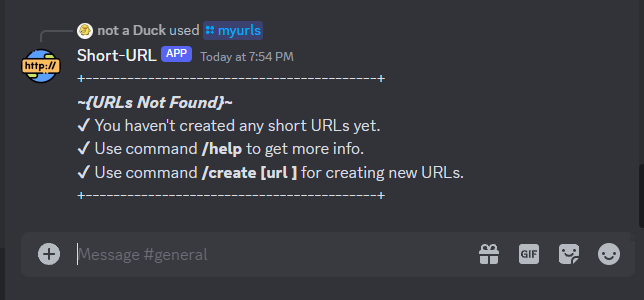 not a Duck used myurls
Short-URL APP Today at 7:54 PM
http://
+------------------------------------------+
~{URLs Not Found}~
✓ You haven't created any short URLs yet.
✓ Use command /help to get more info.
✓ Use command /create [url ] for creating new URLs.
+------------------------------------------+
Message #general
GIF